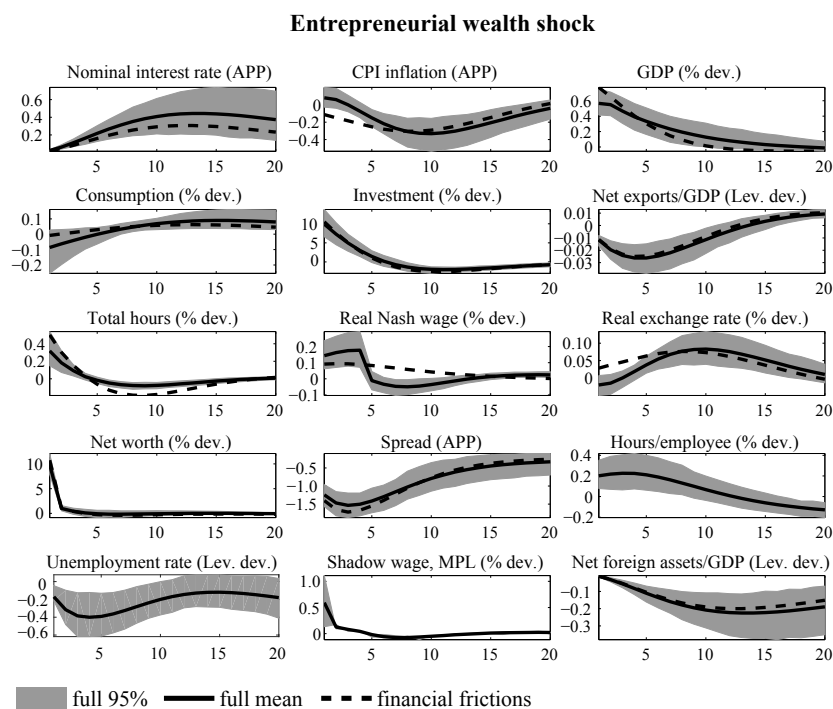 Entrepreneurial wealth shock
Nominal interest rate (APP)
0.6
0.4
0.2
5 10 15 20
CPI inflation (APP)
0
−0.2
−0.4
5 10 15 20
GDP (% dev.)
0.6
0.4
0.2
0
5 10 15 20
Consumption (% dev.)
0.1
0
−0.1
−0.2
5 10 15 20
Investment (% dev.)
10
5
0
5 10 15 20
Net exports/GDP (Lev. dev.)
0.01
0
−0.01
−0.02
−0.03
5 10 15 20
Total hours (% dev.)
0.4
0.2
0
5 10 15 20
Real Nash wage (% dev.)
0.2
0.1
0
−0.1
5 10 15 20
Real exchange rate (% dev.)
0.10
0.05
0
5 10 15 20
Net worth (% dev.)
10
5
0
5 10 15 20
Spread (APP)
−0.5
−1.0
−1.5
5 10 15 20
Hours/employee (% dev.)
0.4
0.2
0
−0.2
5 10 15 20
Unemployment rate (Lev. dev.)
0
−0.2
−0.4
−0.6
5 10 15 20
Shadow wage, MPL (% dev.)
1.0
0.5
0
5 10 15 20
Net foreign assets/GDP (Lev. dev.)
−0.1
−0.2
−0.3
5 10 15 20
full 95% full mean financial frictions